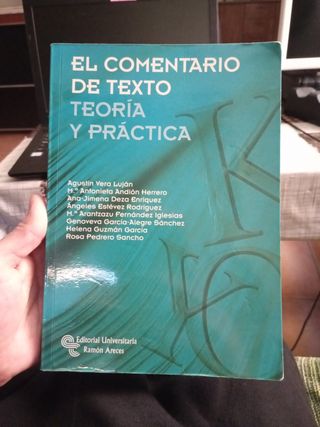 EL COMENTARIO
DE TEXTO
TEORÍA
Y PRÁCTICA
Agustín Vera Luján
M.ª Antonieta Andión Herrero
Ana-Jimena Deza Enríquez
Ángeles Estévez Rodríguez
M.ª Arantzazu Fernández Iglesias
Genoveva García-Alegre Sánchez
Helena Guzmán García
Rosa Pedrero Sancho
Editorial Universitaria
Ramón Areces